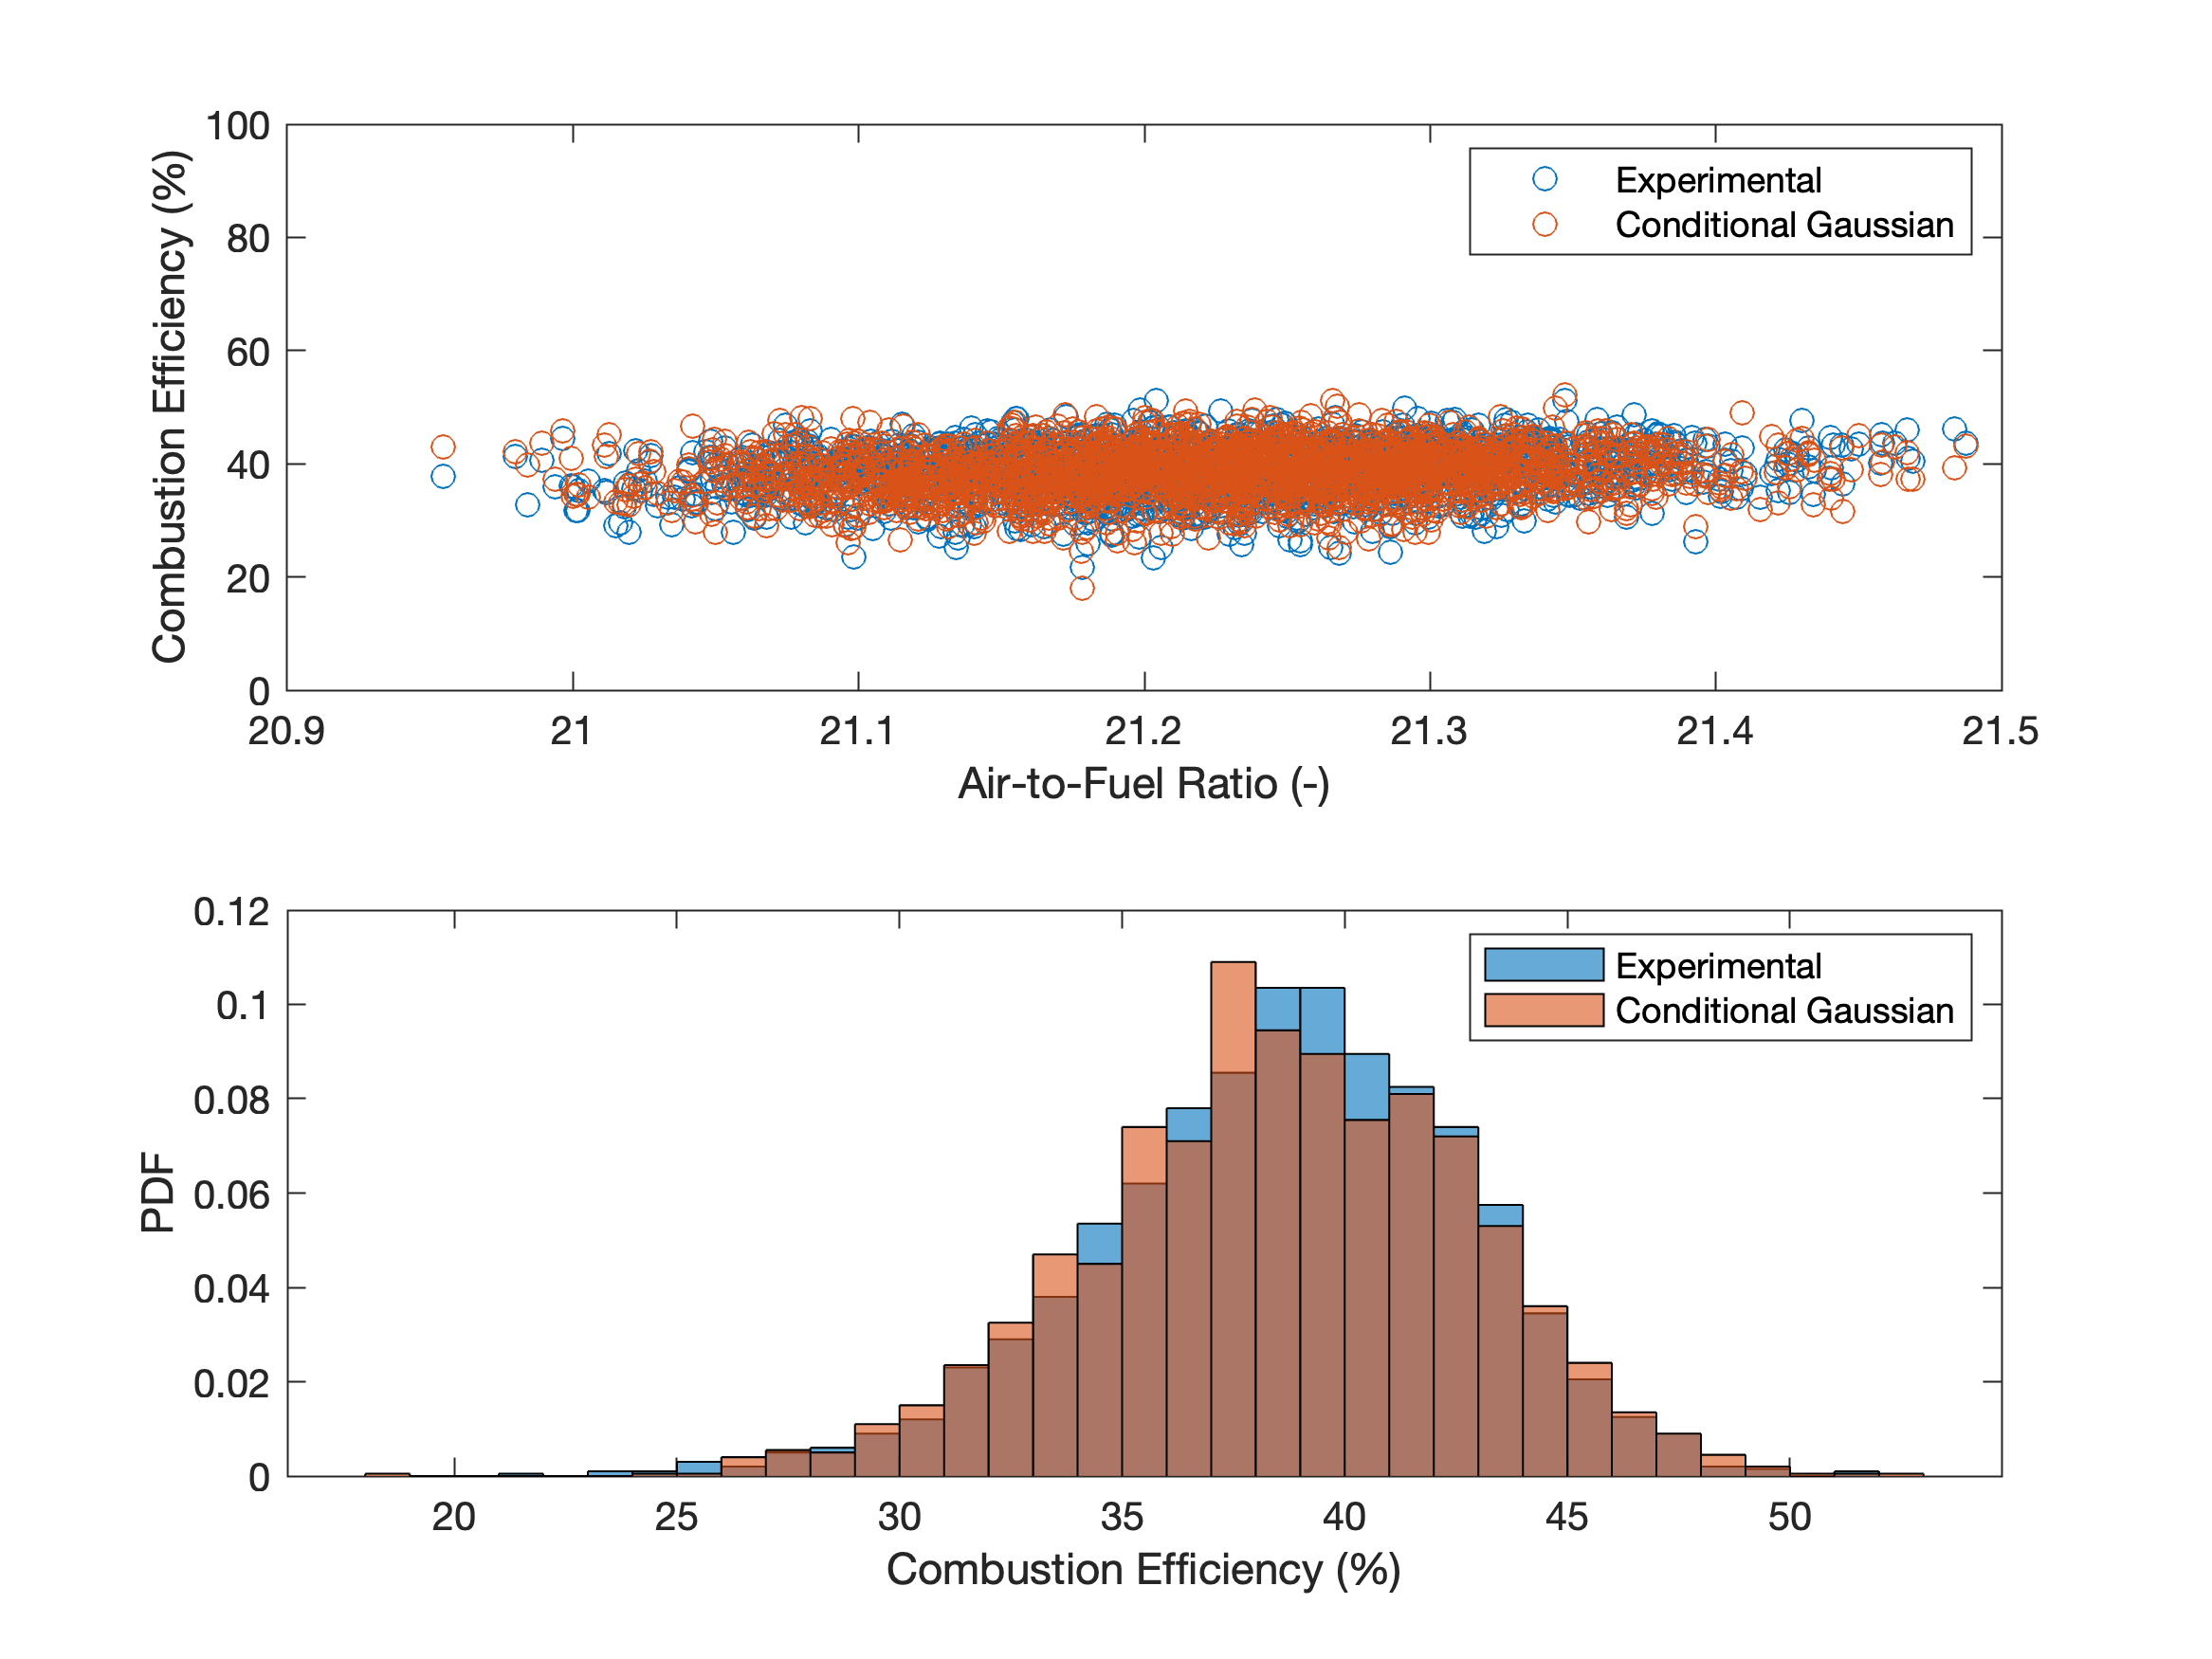 100
80
60
40
20
0
Combustion Efficiency (%)
Experimental
Conditional Gaussian
20.9 21 21.1 21.2 21.3 21.4 21.5
Air-to-Fuel Ratio (-)
0.12
0.1
0.08
0.06
0.04
0.02
0
PDF
Experimental
Conditional Gaussian
20 25 30 35 40 45 50
Combustion Efficiency (%)